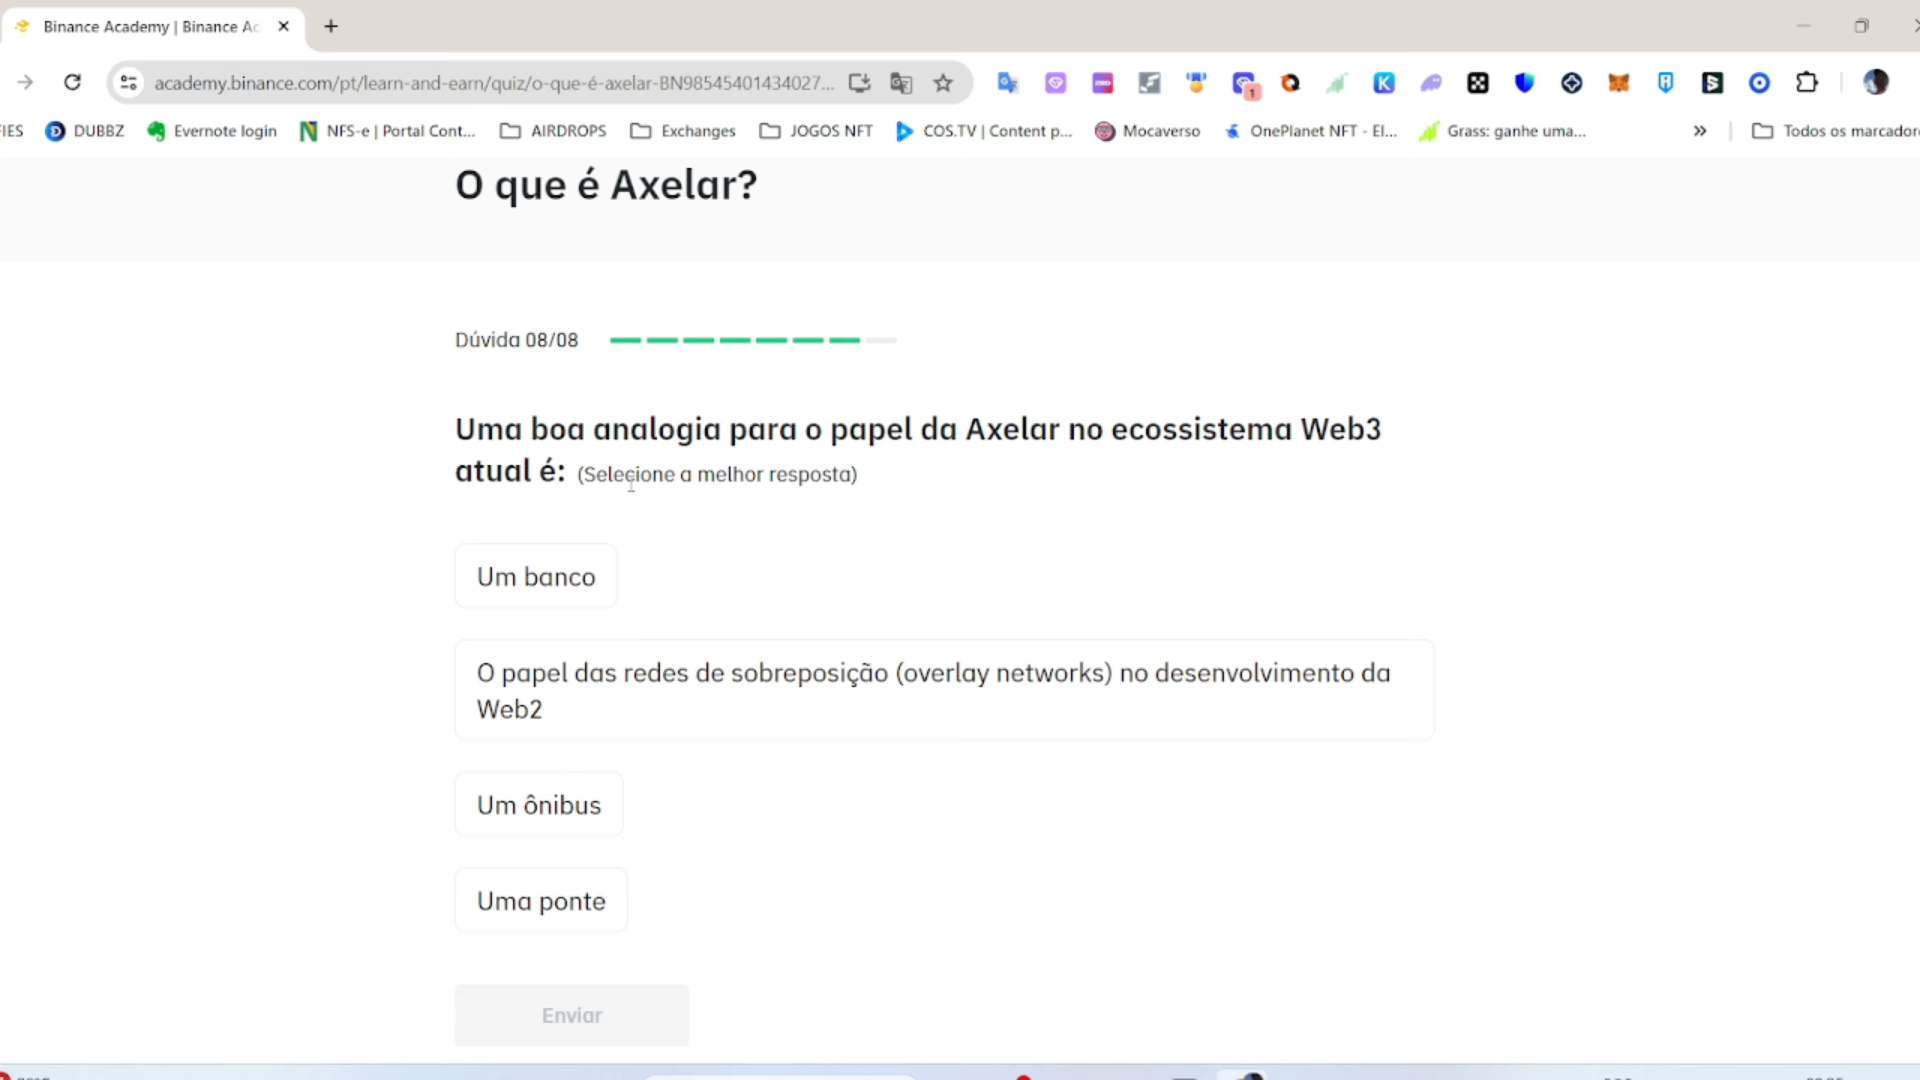 Binance Academy | Binance Ac
academy.binance.com/pt/learn-and-earn/quiz/o-que-é-axelar-BN98545401434027...
1
IES
DUBBZ
Evernote login
NFS-e | Portal Cont...
AIRDROPS
Exchanges
JOGOS NFT
COS.TV | Content p...
Mocaverso
OnePlanet NFT - El...
Grass: ganhe uma...
»
Todos os marcador
O que é Axelar?
Dúvida 08/08
Uma boa analogia para o papel da Axelar no ecossistema Web3
atual é: (Selecione a melhor resposta)
Um banco
O papel das redes de sobreposição (overlay networks) no desenvolvimento da
Web2
Um ônibus
Uma ponte
Enviar